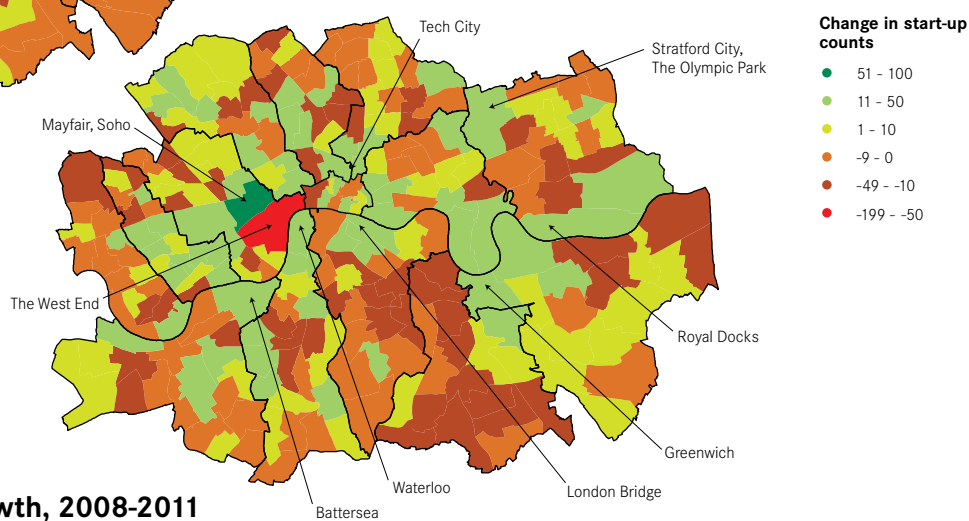 Tech City
Stratford City,
The Olympic Park
Mayfair, Soho
The West End
Royal Docks
Greenwich
Waterloo
London Bridge
Battersea
Change in start-up
counts
51 - 100
11 - 50
1 - 10
-9 - 0
-49 - -10
-199 - -50
wth, 2008-2011